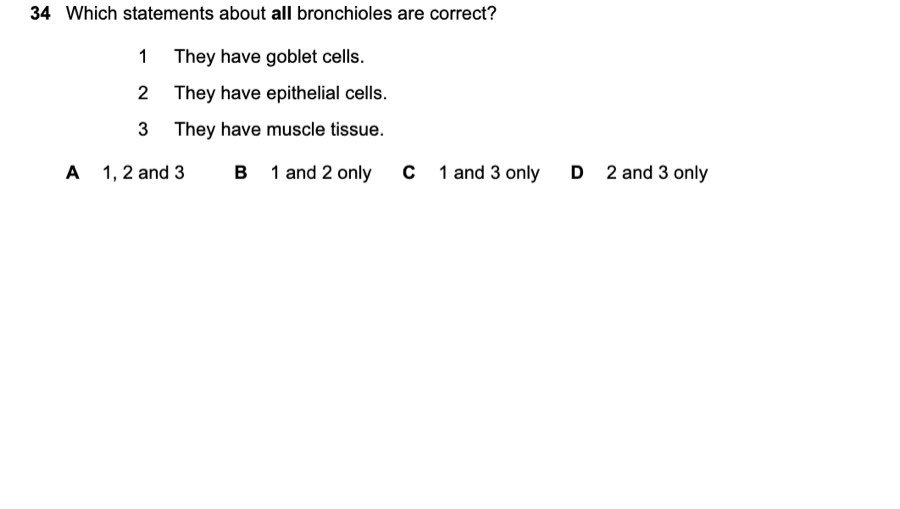 34 Which statements about all bronchioles are correct?
1 They have goblet cells.
2 They have epithelial cells.
3 They have muscle tissue.
A 1, 2 and 3 B 1 and 2 only C 1 and 3 only D 2 and 3 only